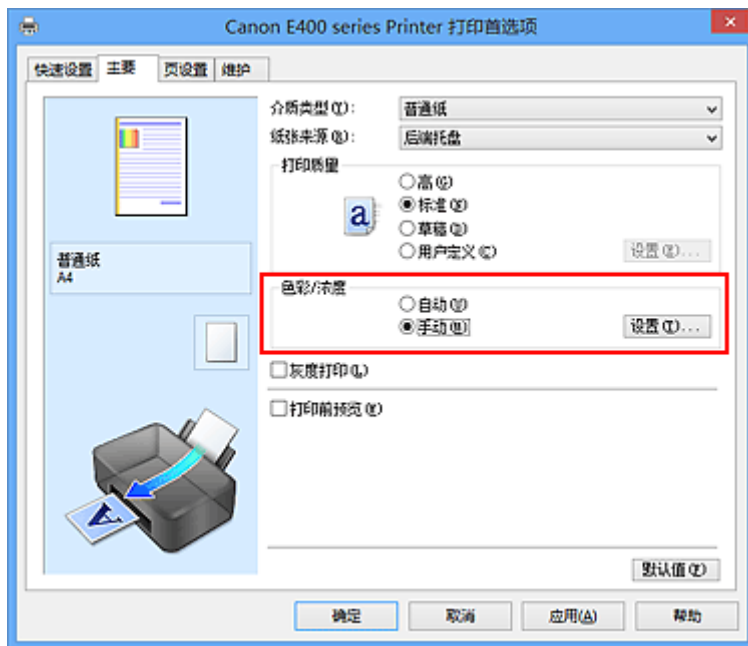 Canon E400 series Printer 打印首选项
快速设置 主要 页设置 维护
介质类型(Y): 普通纸
纸张来源(R): 后端托盘
打印质量
高(G)
标准
草稿
用户定义(C) 设置...
普通纸
A4
色彩/浓度
自动
手动 设置(T)...
灰度打印(L)
打印前预览
默认值
确定 取消 应用(A) 帮助